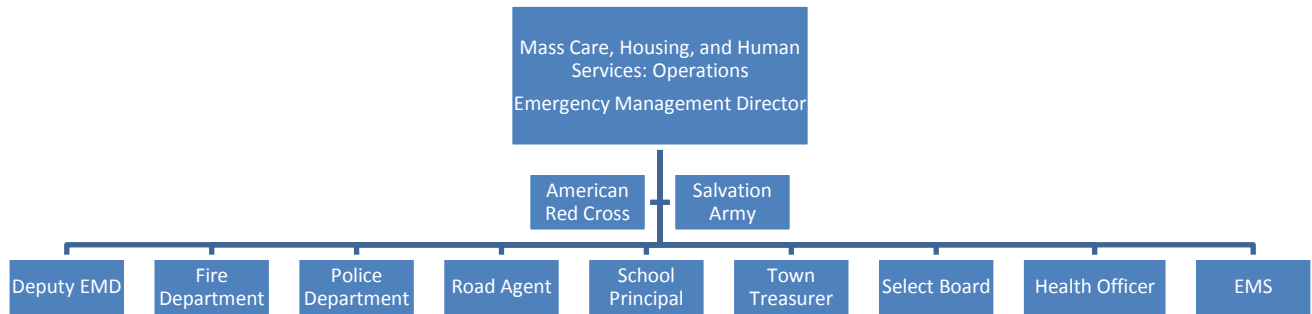 Mass Care, Housing, and Human
Services: Operations
Emergency Management Director
American
Red Cross
Salvation
Army
Deputy EMD
Fire
Department
Police
Department
Road Agent
School
Principal
Town
Treasurer
Select Board
Health Officer
EMS